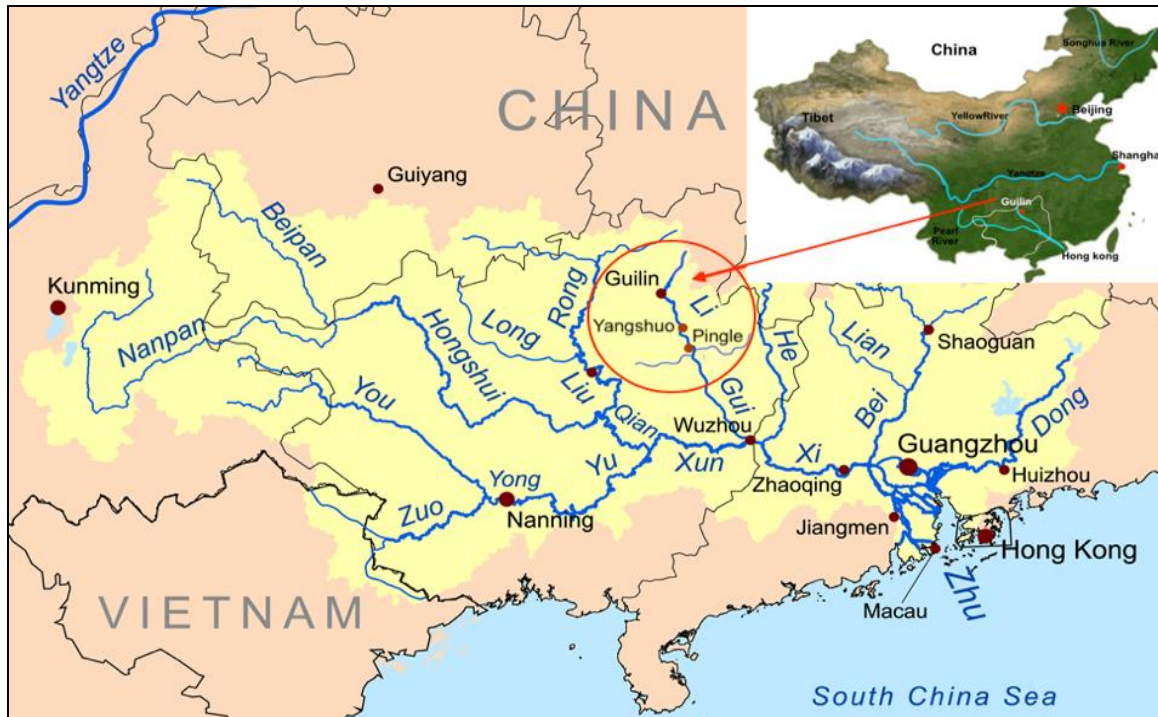 Yangtze
CHINA
Guiyang
Beipan
Kunming
Nanpan
Hongshui
Long
Rong
Liu
Guilin
Li
Yangshuo
Pingle
Gui
He
Lian
Bei
Shaoguan
Dong
You
Qian
Wuzhou
Xun
Xi
Zhaoqing
Guangzhou
Huizhou
Yong
Yu
Zuo
Nanning
Jiangmen
Hong Kong
Macau
Zhu
VIETNAM
South China Sea
China
Songhua River
Beijing
YellowRiver
Tibet
Shangha
Yangtze
Guilin
Pearl
River
Hong kong